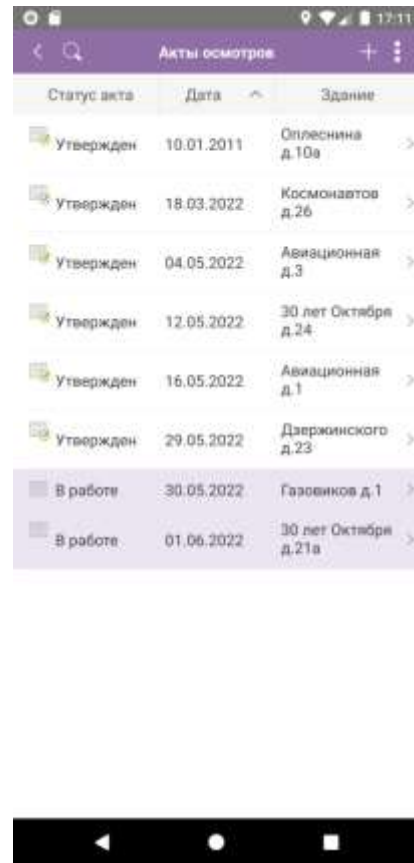 17:11
Акты осмотров
Статус акта Дата Здание
Утвержден 10.01.2011 Оплеснина
д.10а
Утвержден 18.03.2022 Космонавтов
д.26
Утвержден 04.05.2022 Авиационная
д.3
Утвержден 12.05.2022 30 лет Октября
д.24
Утвержден 16.05.2022 Авиационная
д.1
Утвержден 29.05.2022 Дзержинского
д.23
В работе 30.05.2022 Газовиков д.1
В работе 01.06.2022 30 лет Октября
д.21а